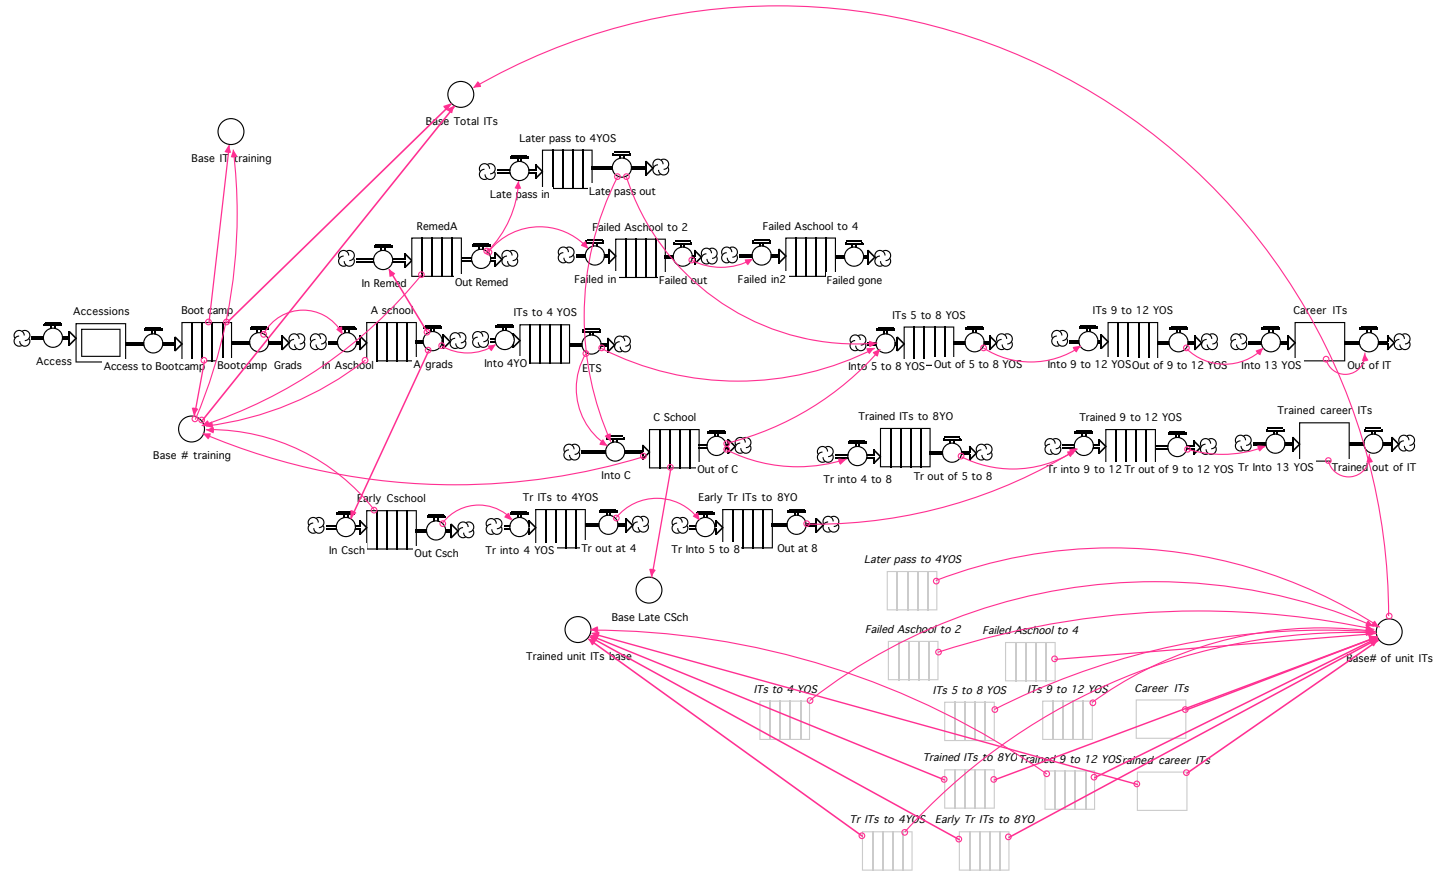 Base Total ITs
Base IT training
Later pass to 4YOS
Late pass in
Late pass out
RemedA
Failed Aschool to 2
Failed Aschool to 4
In Remed
Out Remed
Failed in
Failed out
Failed in2
Failed gone
Accessions
Boot camp
A school
ITs to 4 YOS
ITs 5 to 8 YOS
ITs 9 to 12 YOS
Career ITs
Access
Access to Bootcamp
Bootcamp Grads
In Aschool
A grads
Into 4YO
ETS
Into 5 to 8 YOS
Out of 5 to 8 YOS
Into 9 to 12 YOS
Out of 9 to 12 YOS
Into 13 YOS
Out of IT
Base # training
C School
Trained ITs to 8YO
Trained 9 to 12 YOS
Trained career ITs
Into C
Out of C
Tr into 4 to 8
Tr out of 5 to 8
Tr into 9 to 12
Tr out of 9 to 12 YOS
Tr Into 13 YOS
Trained out of IT
Early Cschool
Tr ITs to 4YOS
Early Tr ITs to 8YO
In Csch
Out Csch
Tr into 4 YOS
Tr out at 4
Tr Into 5 to 8
Out at 8
Later pass to 4YOS
Base Late CSch
Failed Aschool to 2
Failed Aschool to 4
Trained unit ITs base
Base# of unit ITs
ITs to 4 YOS
ITs 5 to 8 YOS
ITs 9 to 12 YOS
Career ITs
Trained ITs to 8YO
Trained 9 to 12 YOS
rained career ITs
Tr ITs to 4YOS
Early Tr ITs to 8YO